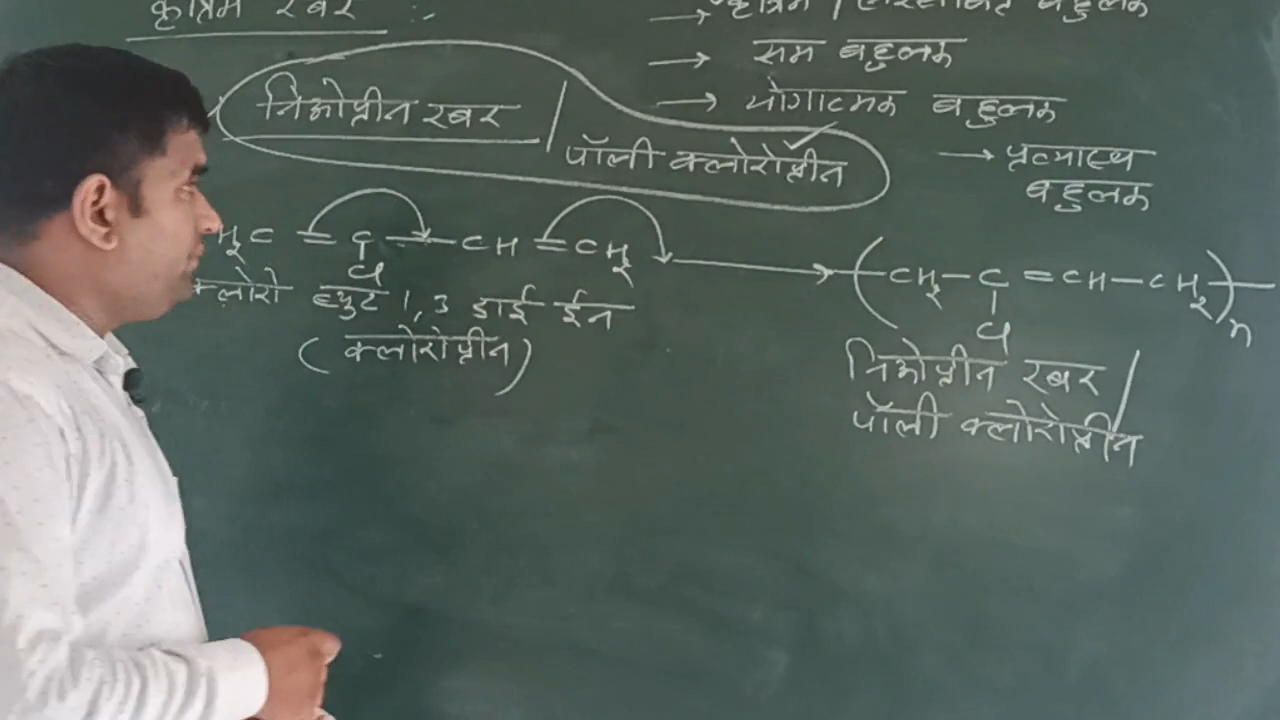 कृत्रिम रबर :-
→ कृत्रिम / संश्लेषित बहुलक
→ सम बहुलक
→ योगात्मक बहुलक
→ प्रत्यास्थ
बहुलक
निओप्रीन रबर /
पॉली क्लोरोप्रीन
H₂C = C — CH = CH₂ → (CH₂ — C = CH — CH₂)n
Cl
Cl
क्लोरो ब्युट 1,3 डाई ईन
(क्लोरोप्रीन)
निओप्रीन रबर /
पॉली क्लोरोप्रीन